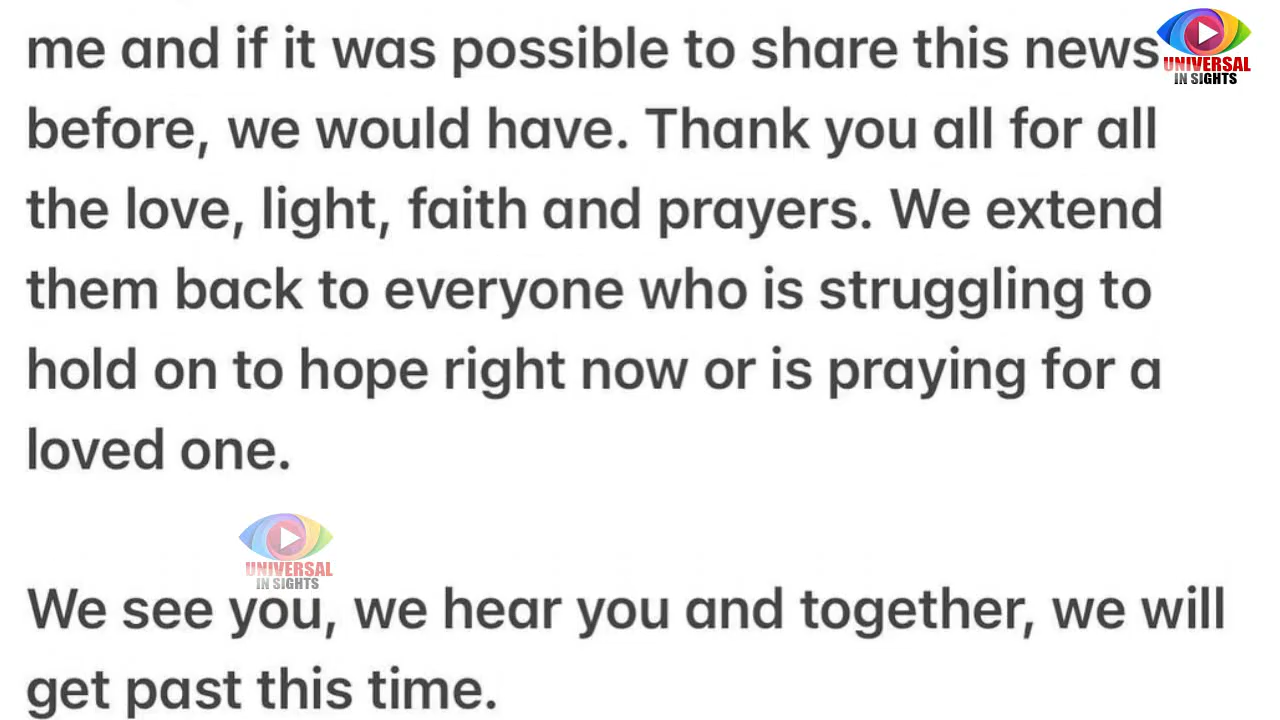 me and if it was possible to share this news
UNIVERSAL
IN SIGHTS
before, we would have. Thank you all for all
the love, light, faith and prayers. We extend
them back to everyone who is struggling to
hold on to hope right now or is praying for a
loved one.
UNIVERSAL
IN SIGHTS
We see you, we hear you and together, we will
get past this time.